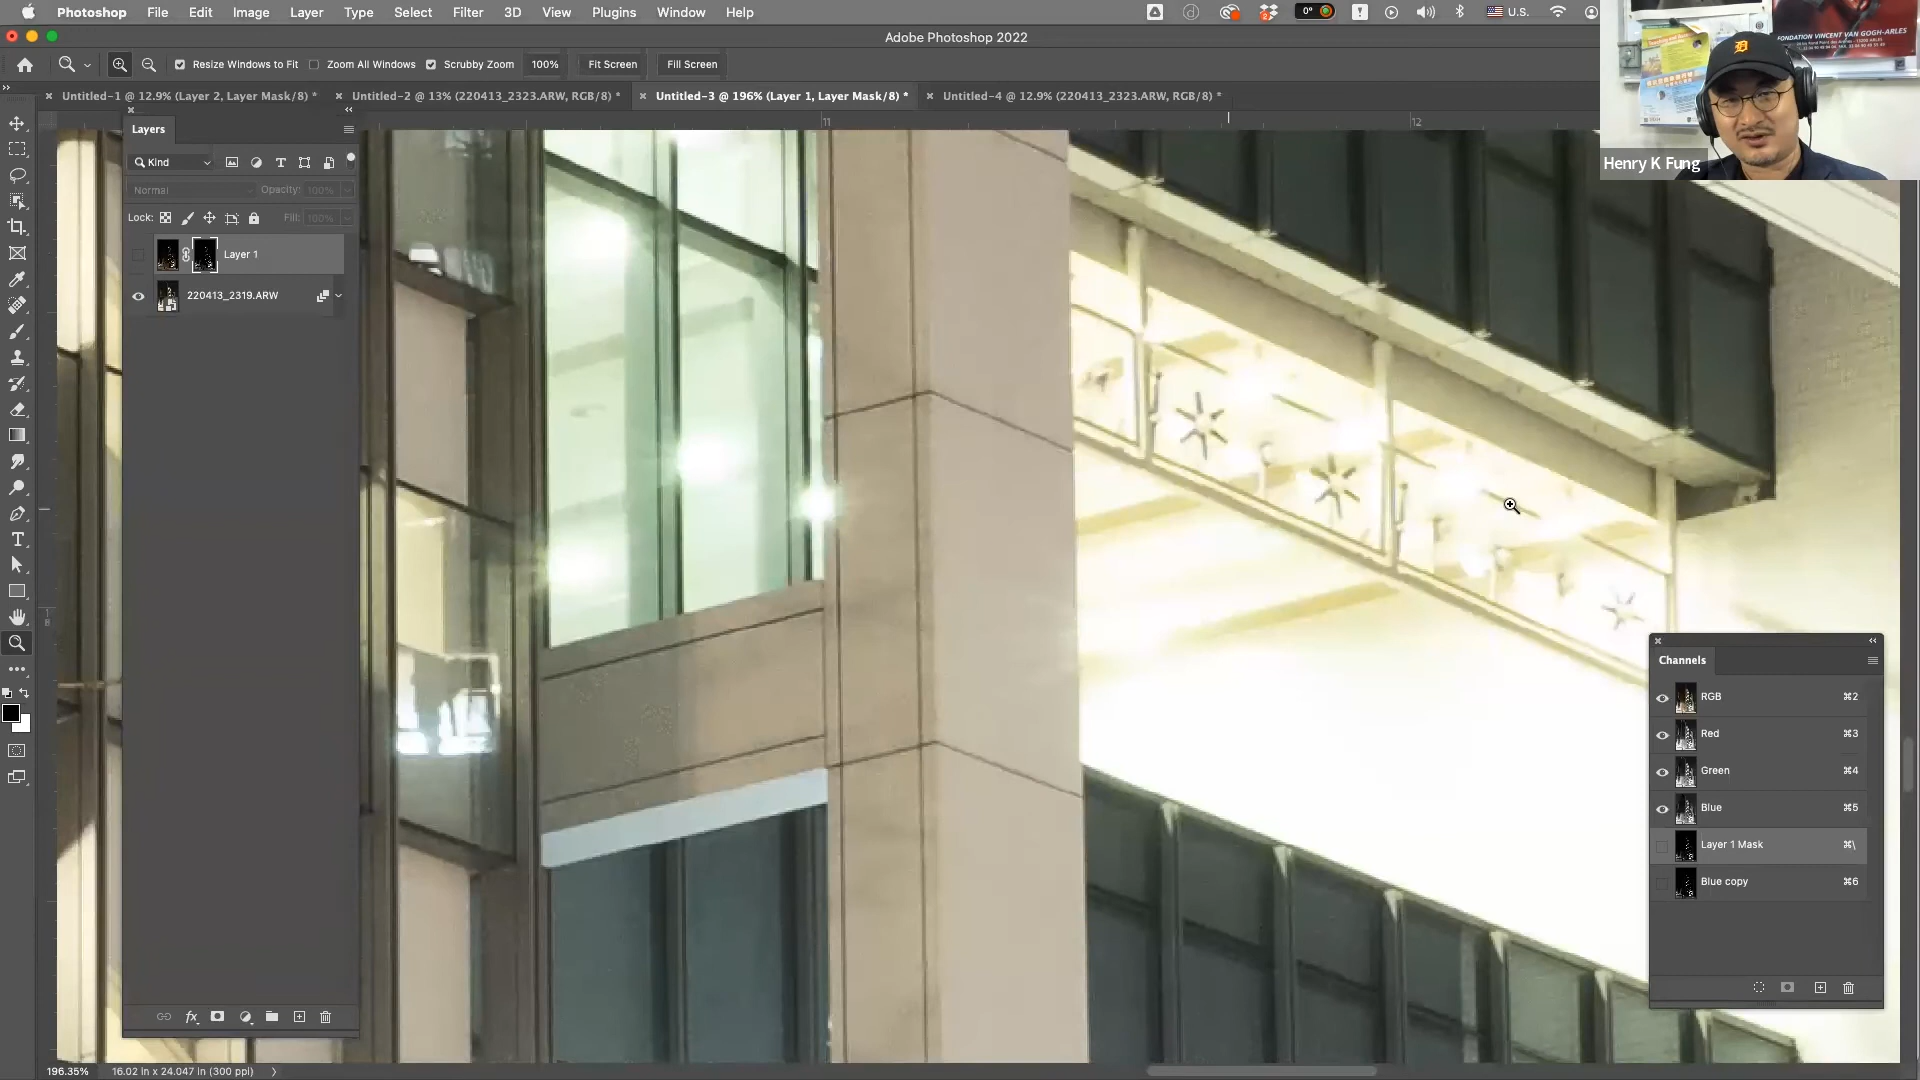 Photoshop File Edit Image Layer Type Select Filter 3D View Plugins Window Help
0° U.S.
Adobe Photoshop 2022
Resize Windows to Fit Zoom All Windows Scrubby Zoom 100% Fit Screen Fill Screen
Untitled-1 @ 12.9% (Layer 2, Layer Mask/8) * Untitled-2 @ 13% (220413_2323.ARW, RGB/8) * Untitled-3 @ 196% (Layer 1, Layer Mask/8) * Untitled-4 @ 12.9% (220413_2323.ARW, RGB/8) *
11 12
Layers
Kind
Normal Opacity: 100%
Lock: Fill: 100%
Layer 1
220413_2319.ARW
FONDATION VINCENT VAN GOGH-ARLES
Henry K Fung
Channels
RGB ⌘2
Red ⌘3
Green ⌘4
Blue ⌘5
Layer 1 Mask ⌘\
Blue copy ⌘6
196.35% 16.02 in x 24.047 in (300 ppi)